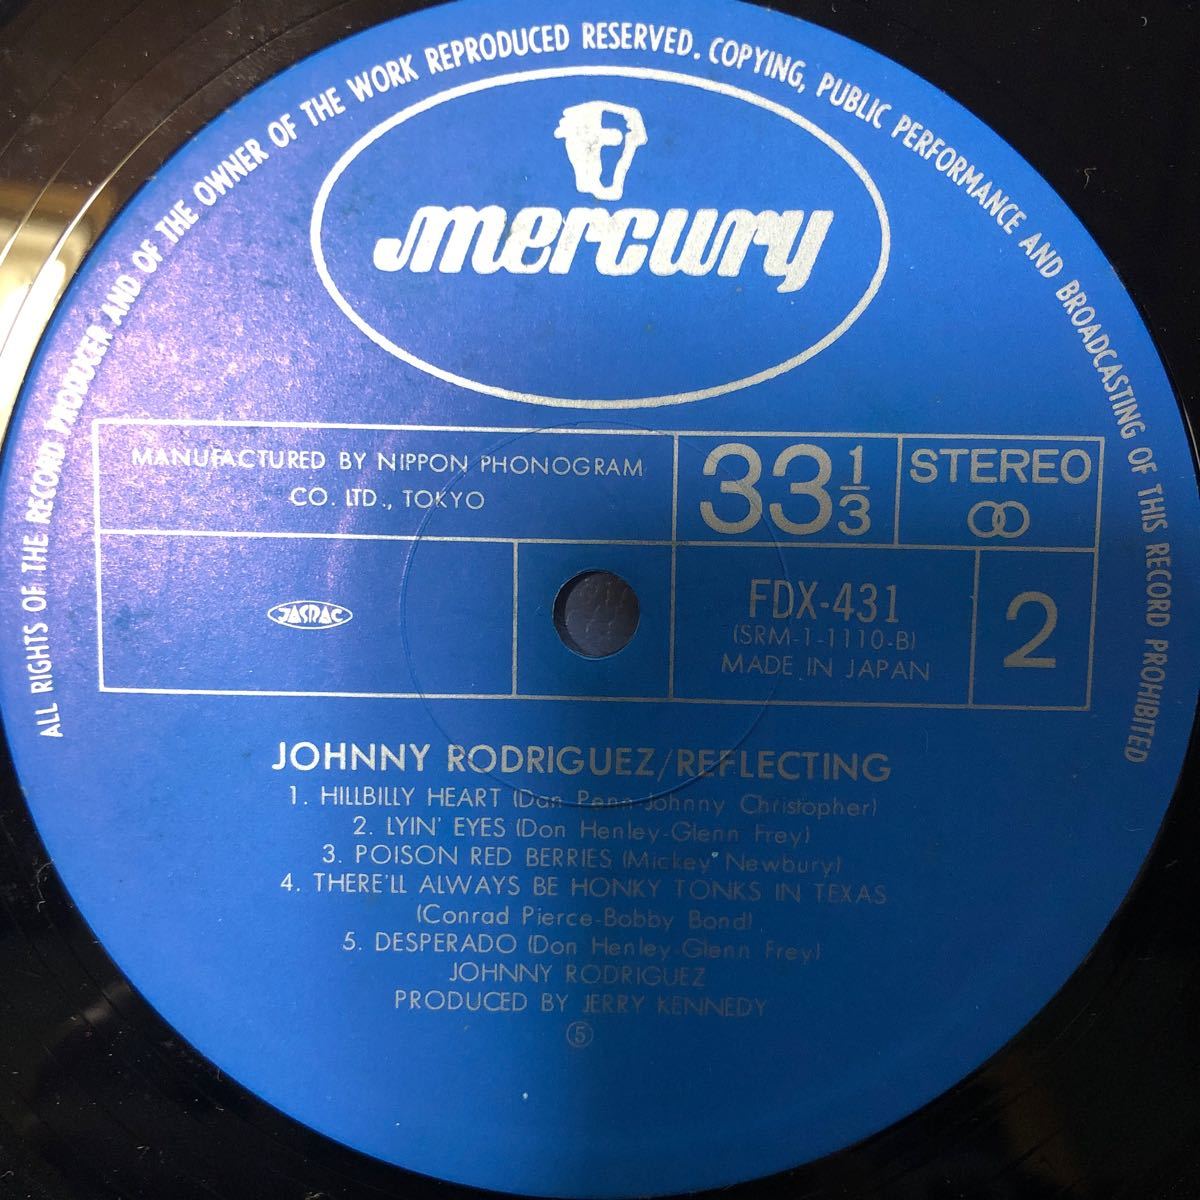 ALL RIGHTS OF THE RECORD PRODUCER AND OF THE OWNER OF THE WORK REPRODUCED RESERVED. COPYING, PUBLIC PERFORMANCE AND BROADCASTING OF THIS RECORD PROHIBITED
mercury
MANUFACTURED BY NIPPON PHONOGRAM
CO. LTD., TOKYO
33 1/3
STEREO
JASRAC
FDX-431
(SRM-1-1110-B)
MADE IN JAPAN
2
JOHNNY RODRIGUEZ/REFLECTING
1. HILLBILLY HEART (Dan Penn-Johnny Christopher)
2. LYIN' EYES (Don Henley-Glenn Frey)
3. POISON RED BERRIES (Mickey Newbury)
4. THERE'LL ALWAYS BE HONKY TONKS IN TEXAS
(Conrad Pierce-Bobby Bond)
5. DESPERADO (Don Henley-Glenn Frey)
JOHNNY RODRIGUEZ
PRODUCED BY JERRY KENNEDY
⑤